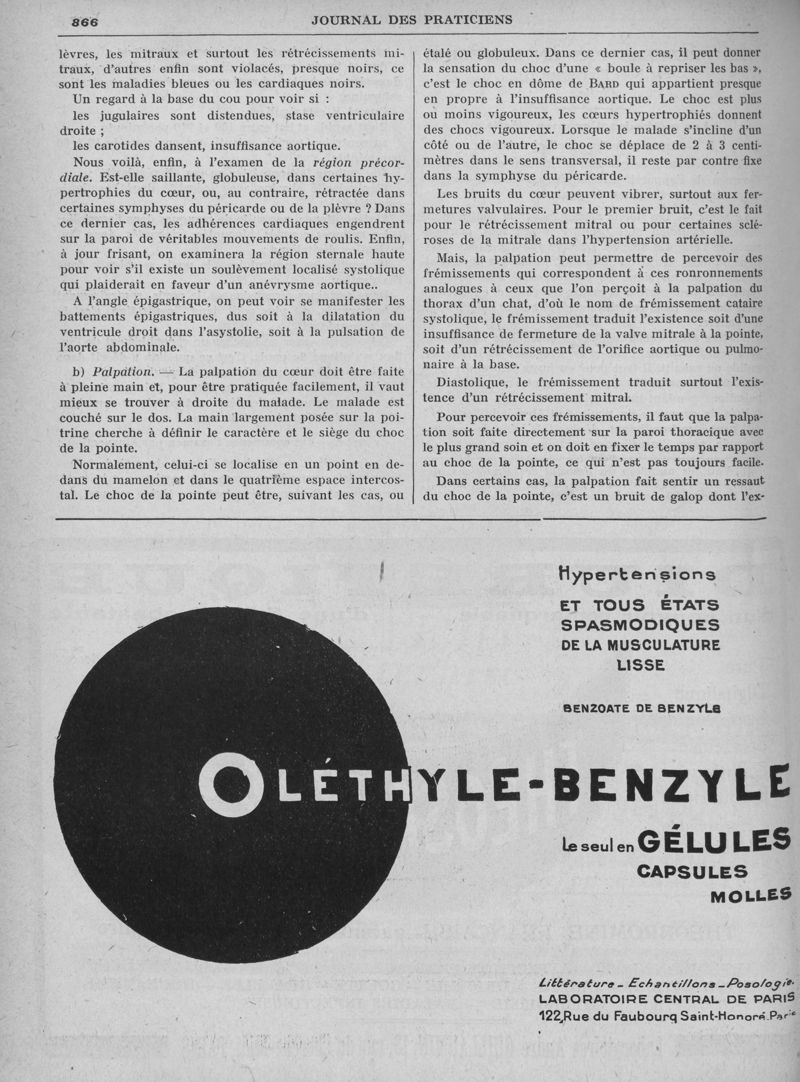 866
JOURNAL DES PRATICIENS
lèvres, les mitraux et surtout les rétrécissements mi-
traux, d'autres enfin sont violacés, presque noirs, ce
sont les maladies bleues ou les cardiaques noirs.
Un regard à la base du cou pour voir si :
les jugulaires sont distendues, stase ventriculaire
droite ;
les carotides dansent, insuffisance aortique.
Nous voilà, enfin, à l'examen de la région précor-
diale. Est-elle saillante, globuleuse, dans certaines hy-
pertrophies du cœur, ou, au contraire, rétractée dans
certaines symphyses du péricarde ou de la plèvre ? Dans
ce dernier cas, les adhérences cardiaques engendrent
sur la paroi de véritables mouvements de roulis. Enfin,
à jour frisant, on examinera la région sternale haute
pour voir s'il existe un soulèvement localisé systolique
qui plaiderait en faveur d'un anévrysme aortique..
A l'angle épigastrique, on peut voir se manifester les
battements épigastriques, dus soit à la dilatation du
ventricule droit dans l'asystolie, soit à la pulsation de
l'aorte abdominale.
b) Palpation. — La palpation du cœur doit être faite
à pleine main et, pour être pratiquée facilement, il vaut
mieux se trouver à droite du malade. Le malade est
couché sur le dos. La main largement posée sur la poi-
trine cherche à définir le caractère et le siège du choc
de la pointe.
Normalement, celui-ci se localise en un point en de-
dans du mamelon et dans le quatrième espace intercos-
tal. Le choc de la pointe peut être, suivant les cas, ou
étalé ou globuleux. Dans ce dernier cas, il peut donner
la sensation du choc d'une « boule à repriser les bas »,
c'est le choc en dôme de BARD qui appartient presque
en propre à l'insuffisance aortique. Le choc est plus
ou moins vigoureux, les cœurs hypertrophiés donnent
des chocs vigoureux. Lorsque le malade s'incline d'un
côté ou de l'autre, le choc se déplace de 2 à 3 centi-
mètres dans le sens transversal, il reste par contre fixe
dans la symphyse du péricarde.
Les bruits du cœur peuvent vibrer, surtout aux fer-
metures valvulaires. Pour le premier bruit, c'est le fait
pour le rétrécissement mitral ou pour certaines sclé-
roses de la mitrale dans l'hypertension artérielle.
Mais, la palpation peut permettre de percevoir des
frémissements qui correspondent à ces ronronnements
analogues à ceux que l'on perçoit à la palpation du
thorax d'un chat, d'où le nom de frémissement cataire
systolique, le frémissement traduit l'existence soit d'une
insuffisance de fermeture de la valve mitrale à la pointe,
soit d'un rétrécissement de l'orifice aortique ou pulmo-
naire à la base.
Diastolique, le frémissement traduit surtout l'exis-
tence d'un rétrécissement mitral.
Pour percevoir ces frémissements, il faut que la palpa-
tion soit faite directement sur la paroi thoracique avec
le plus grand soin et on doit en fixer le temps par rapport
au choc de la pointe, ce qui n'est pas toujours facile.
Dans certains cas, la palpation fait sentir un ressaut
du choc de la pointe, c'est un bruit de galop dont l'ex-
Hypertensions
ET TOUS ÉTATS
SPASMODIQUES
DE LA MUSCULATURE
LISSE
BENZOATE DE BENZYLE
OLÉTHYLE-BENZYLE
Le seul en GÉLULES
CAPSULES
MOLLES
Littérature _ Echantillons _ Posologie.
LABORATOIRE CENTRAL DE PARIS
122, Rue du Faubourg Saint-Honoré_Paris